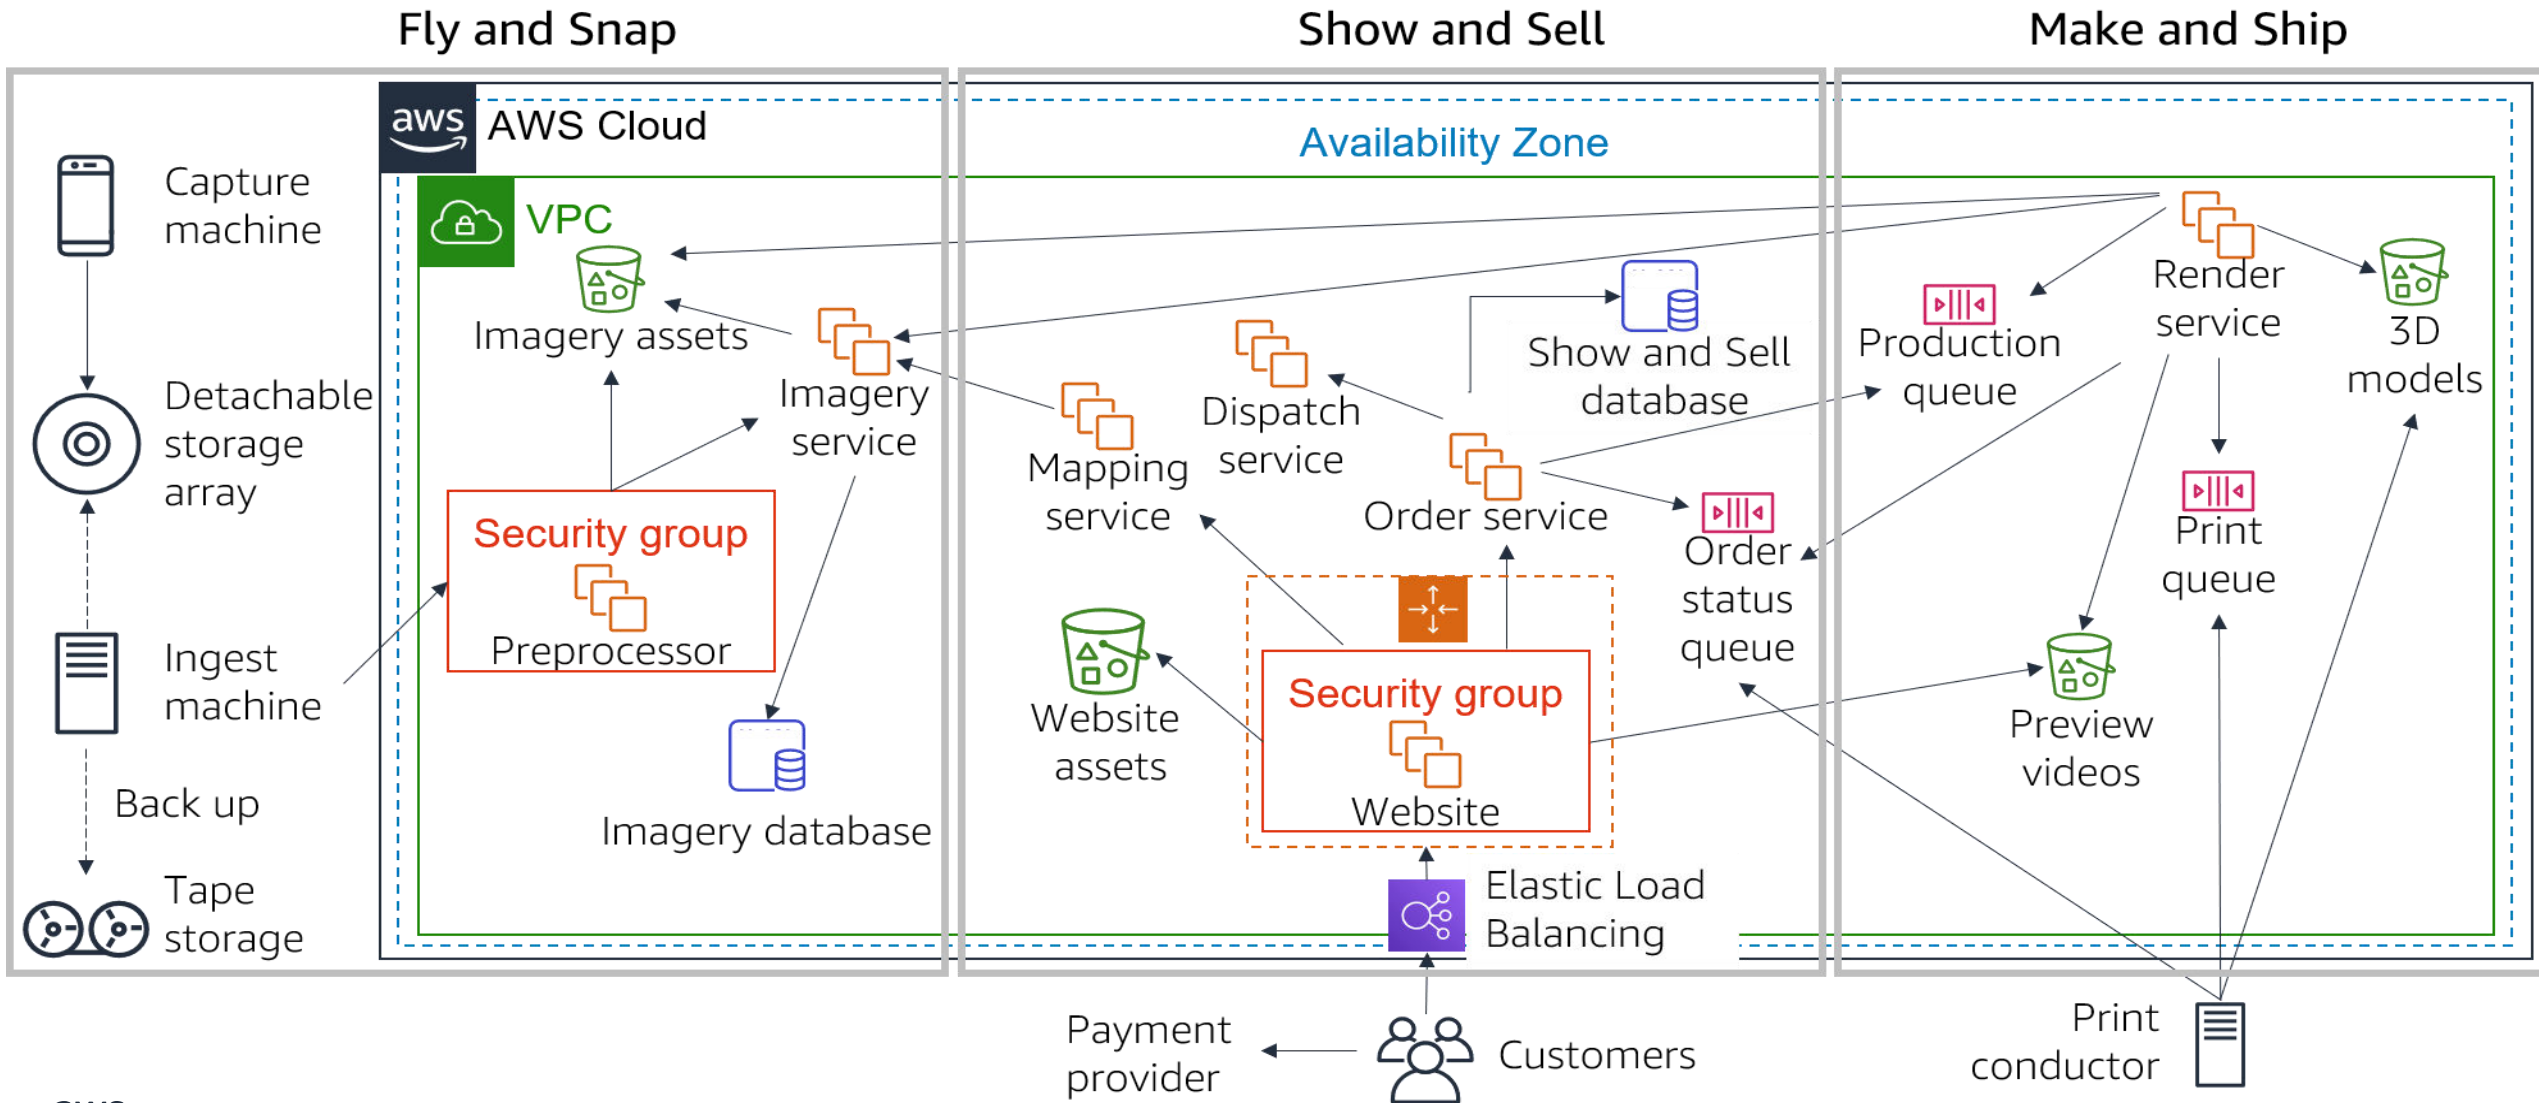 Fly and Snap
Show and Sell
Make and Ship
aws
AWS Cloud
Availability Zone
VPC
Capture
machine
Detachable
storage
array
Ingest
machine
Back up
Tape
storage
Imagery assets
Imagery
service
Security group
Preprocessor
Imagery database
Mapping
service
Dispatch
service
Show and Sell
database
Order service
Order
status
queue
Website
assets
Security group
Website
Elastic Load
Balancing
Production
queue
Render
service
3D
models
Print
queue
Preview
videos
Payment
provider
Customers
Print
conductor
aws